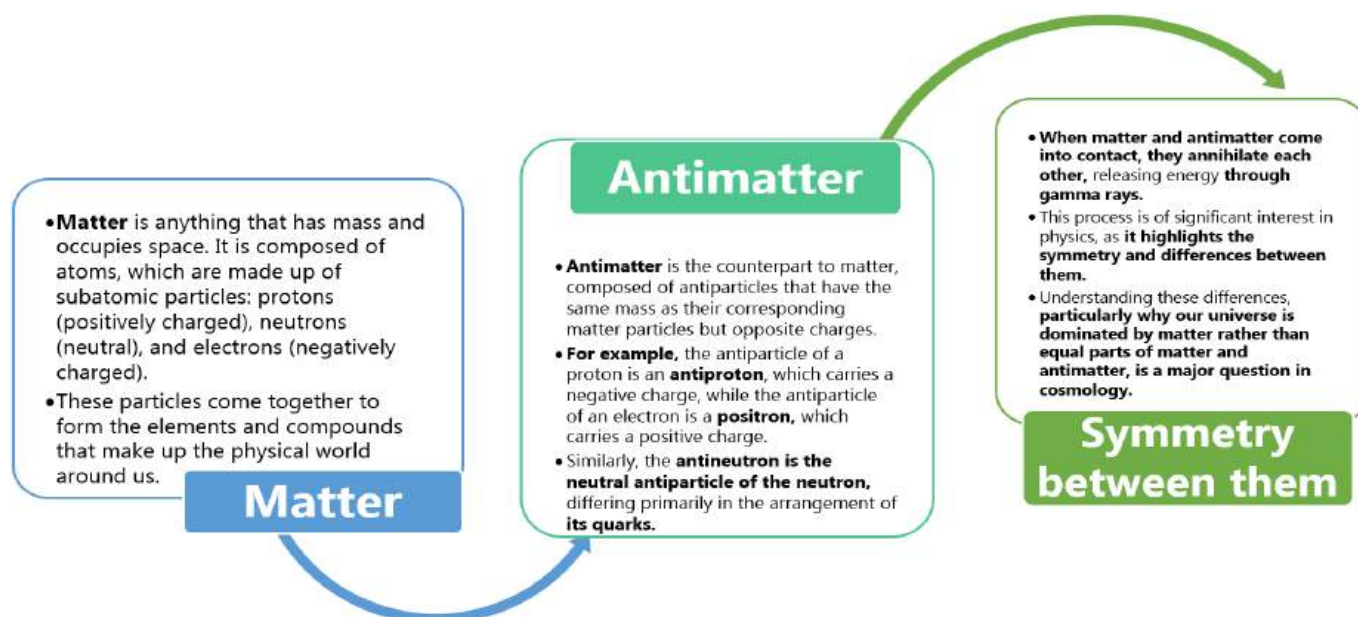 • Matter is anything that has mass and
occupies space. It is composed of
atoms, which are made up of
subatomic particles: protons
(positively charged), neutrons
(neutral), and electrons (negatively
charged).
• These particles come together to
form the elements and compounds
that make up the physical world
around us.
Matter
Antimatter
• Antimatter is the counterpart to matter,
composed of antiparticles that have the
same mass as their corresponding
matter particles but opposite charges.
• For example, the antiparticle of a
proton is an antiproton, which carries a
negative charge, while the antiparticle
of an electron is a positron, which
carries a positive charge.
• Similarly, the antineutron is the
neutral antiparticle of the neutron,
differing primarily in the arrangement of
its quarks.
• When matter and antimatter come
into contact, they annihilate each
other, releasing energy through
gamma rays.
• This process is of significant interest in
physics, as it highlights the
symmetry and differences between
them.
• Understanding these differences,
particularly why our universe is
dominated by matter rather than
equal parts of matter and
antimatter, is a major question in
cosmology.
Symmetry
between them